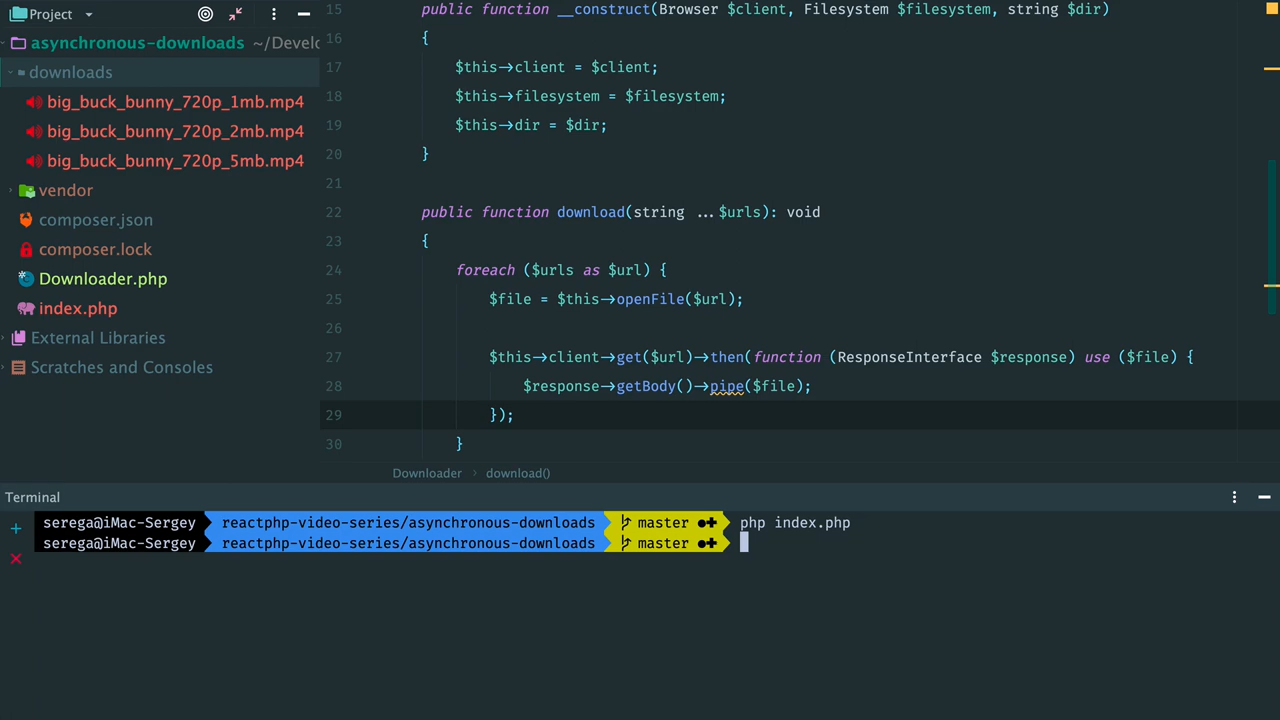 Project
asynchronous-downloads ~/Develo
downloads
big_buck_bunny_720p_1mb.mp4
big_buck_bunny_720p_2mb.mp4
big_buck_bunny_720p_5mb.mp4
vendor
composer.json
composer.lock
Downloader.php
index.php
External Libraries
Scratches and Consoles
15 public function __construct(Browser $client, Filesystem $filesystem, string $dir)
16 {
17 $this->client = $client;
18 $this->filesystem = $filesystem;
19 $this->dir = $dir;
20 }
21
22 public function download(string ...$urls): void
23 {
24 foreach ($urls as $url) {
25 $file = $this->openFile($url);
26
27 $this->client->get($url)->then(function (ResponseInterface $response) use ($file) {
28 $response->getBody()->pipe($file);
29 });
30 }
Downloader > download()
Terminal
serega@iMac-Sergey reactphp-video-series/asynchronous-downloads master ●✚ php index.php
serega@iMac-Sergey reactphp-video-series/asynchronous-downloads master ●✚